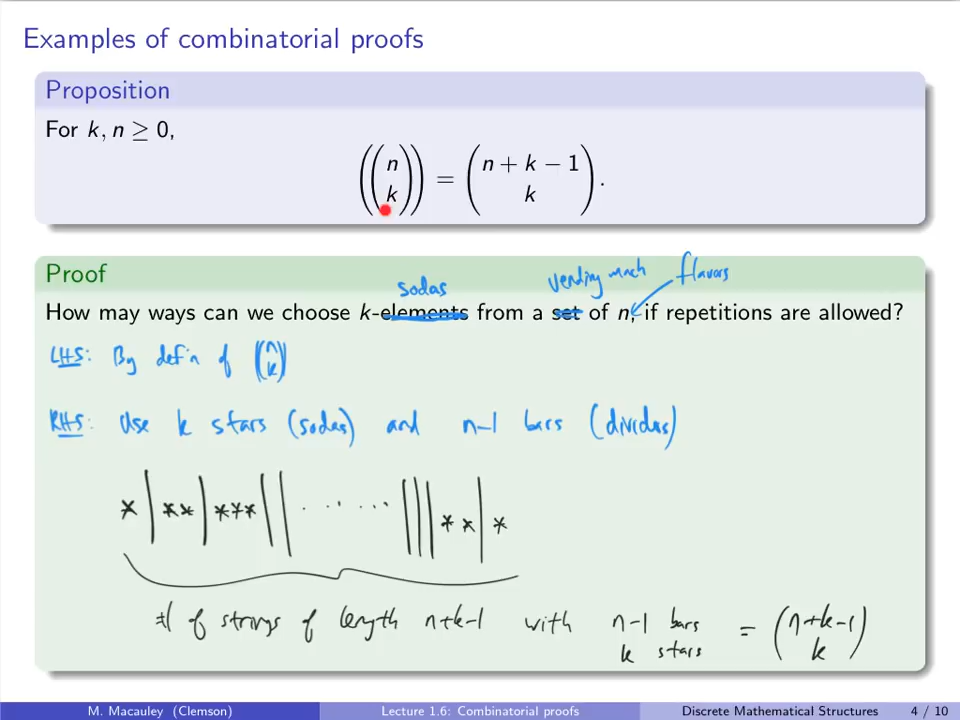 Examples of combinatorial proofs
Proposition
For k, n ≥ 0,
((n k)) = (n + k − 1 k).
Proof
sodas vending mach flavors
How may ways can we choose k-elements from a set of n, if repetitions are allowed?
LHS: By def'n of ((n k))
RHS: Use k stars (sodas) and n-1 bars (dividers)
*|**|***|| · · · · · · |||**|*
# of strings of length n+k-1 with n-1 bars k stars = (n+k-1 k)
M. Macauley (Clemson) Lecture 1.6: Combinatorial proofs Discrete Mathematical Structures 4 / 10